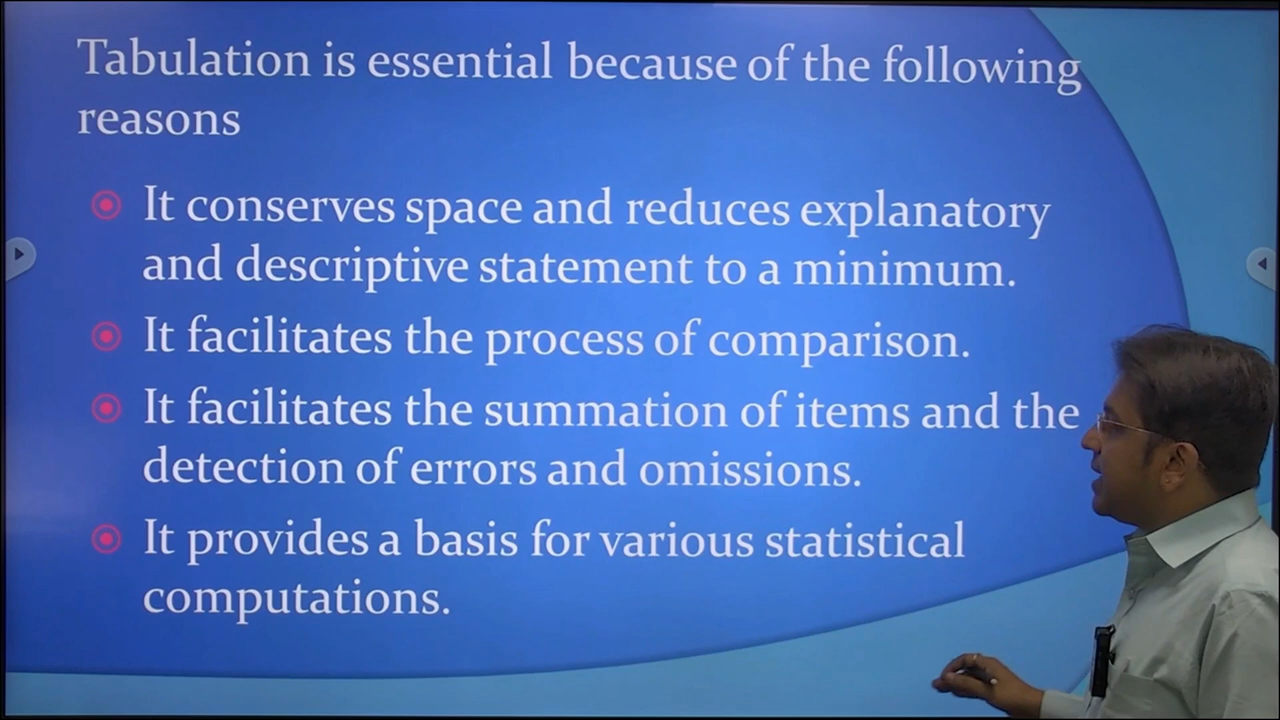 Tabulation is essential because of the following
reasons
It conserves space and reduces explanatory
and descriptive statement to a minimum.
It facilitates the process of comparison.
It facilitates the summation of items and the
detection of errors and omissions.
It provides a basis for various statistical
computations.